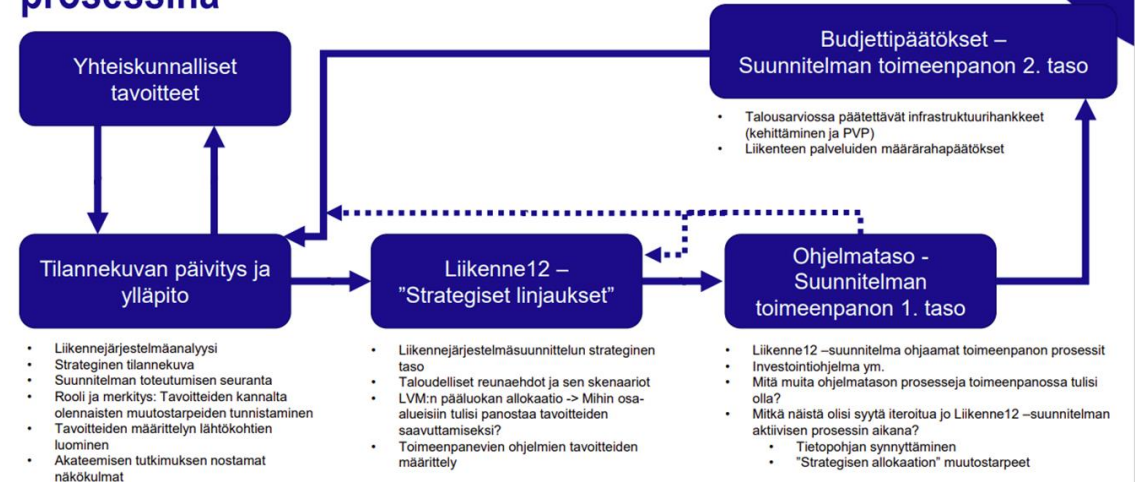 prosessina
Yhteiskunnalliset
tavoitteet
Budjettipäätökset –
Suunnitelman toimeenpanon 2. taso
• Talousarviossa päätettävät infrastruktuurihankkeet
(kehittäminen ja PVP)
• Liikenteen palveluiden määrärahapäätökset
Tilannekuvan päivitys ja
ylläpito
• Liikennejärjestelmäanalyysi
• Strateginen tilannekuva
• Suunnitelman toteutumisen seuranta
• Rooli ja merkitys: Tavoitteiden kannalta
olennaisten muutostarpeiden tunnistaminen
• Tavoitteiden määrittelyn lähtökohtien
luominen
• Akateemisen tutkimuksen nostamat
näkökulmat
Liikenne12 –
”Strategiset linjaukset”
• Liikennejärjestelmäsuunnittelun strateginen
taso
• Taloudelliset reunaehdot ja sen skenaariot
• LVM:n pääluokan allokaatio -> Mihin osa-
alueisiin tulisi panostaa tavoitteiden
saavuttamiseksi?
• Toimeenpanevien ohjelmien tavoitteiden
määrittely
Ohjelmataso -
Suunnitelman
toimeenpanon 1. taso
• Liikenne12 –suunnitelma ohjaamat toimeenpanon prosessit
• Investointiohjelma ym.
• Mitä muita ohjelmatason prosesseja toimeenpanossa tulisi
olla?
• Mitkä näistä olisi syytä iteroitua jo Liikenne12 –suunnitelman
aktiivisen prosessin aikana?
• Tietopohjan synnyttäminen
• ”Strategisen allokaation” muutostarpeet